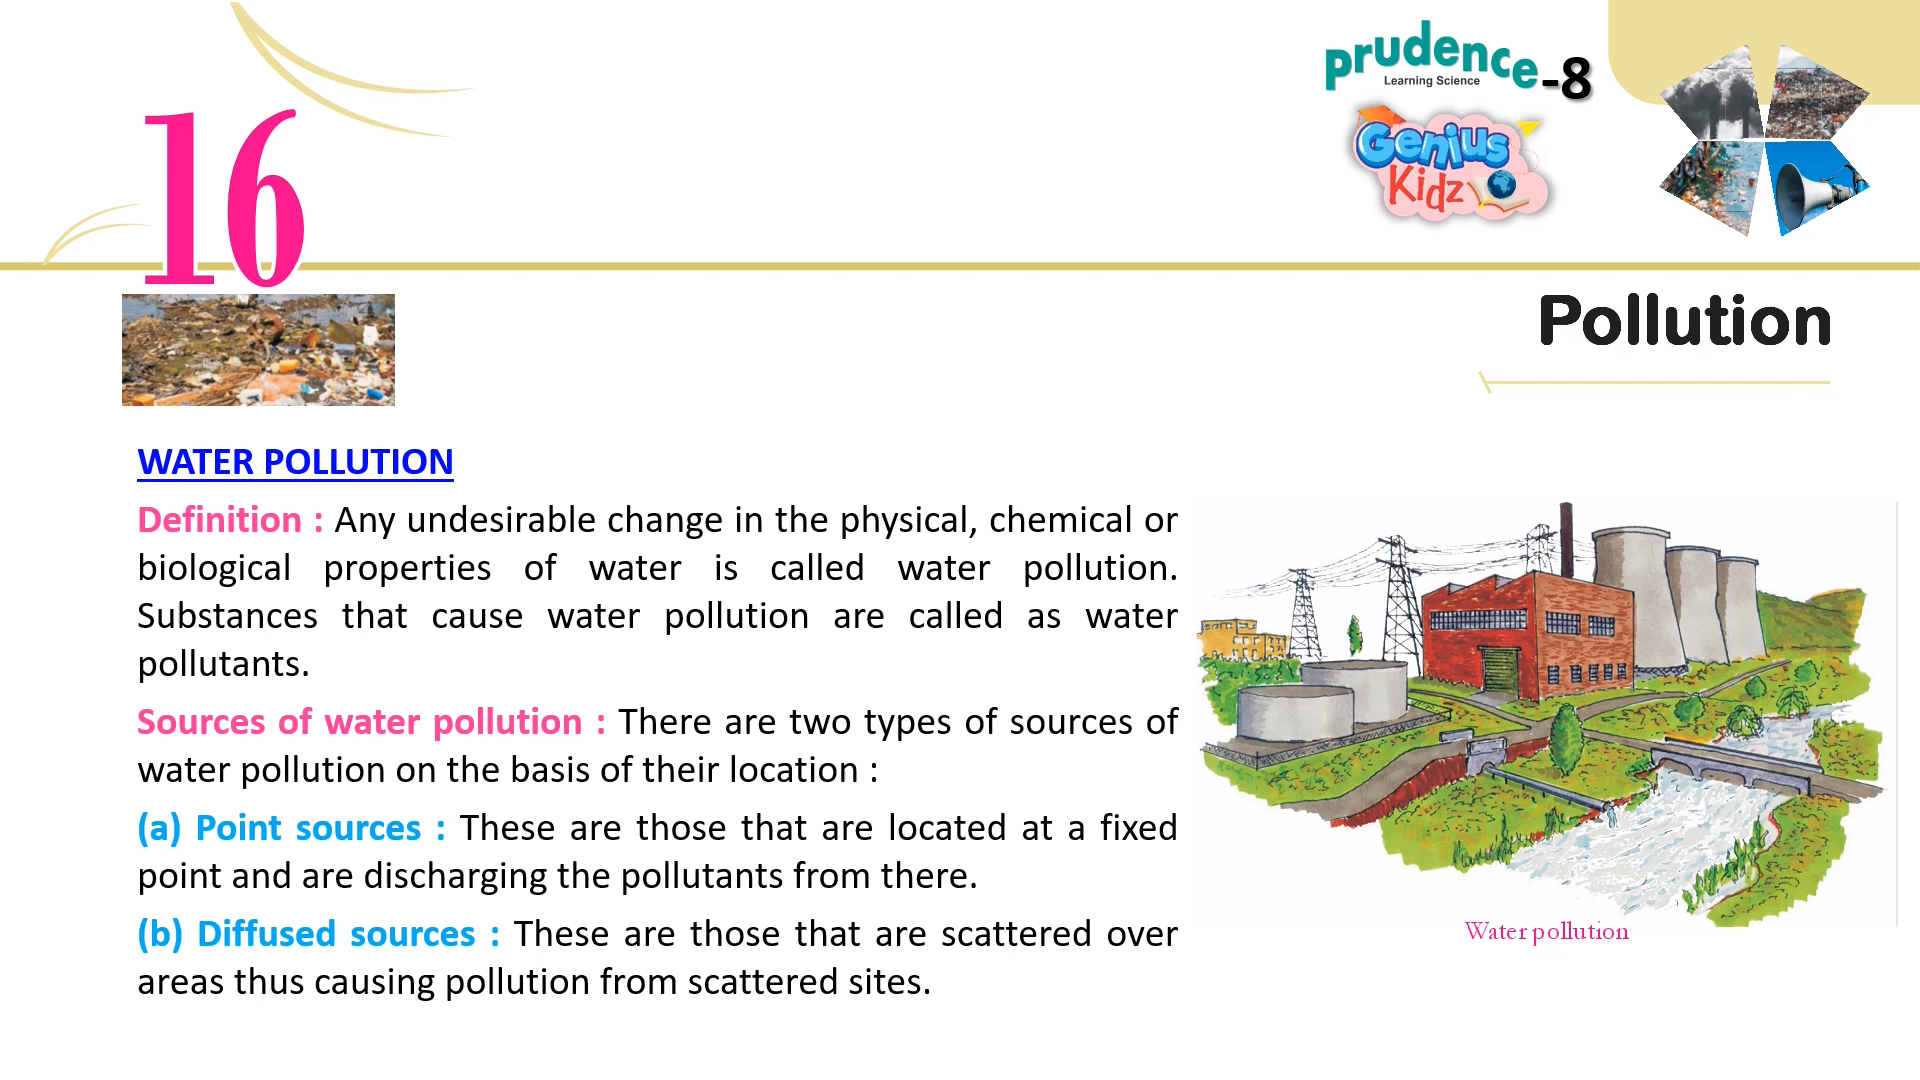 prudence-8
Learning Science
Genius
Kidz
16
Pollution
WATER POLLUTION
Definition : Any undesirable change in the physical, chemical or
biological properties of water is called water pollution.
Substances that cause water pollution are called as water
pollutants.
Sources of water pollution : There are two types of sources of
water pollution on the basis of their location :
(a) Point sources : These are those that are located at a fixed
point and are discharging the pollutants from there.
(b) Diffused sources : These are those that are scattered over
areas thus causing pollution from scattered sites.
Water pollution